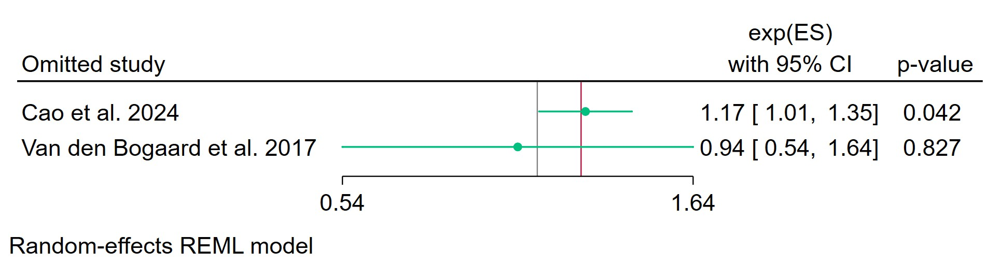 exp(ES)
Omitted study with 95% CI p-value
Cao et al. 2024 1.17 [ 1.01, 1.35] 0.042
Van den Bogaard et al. 2017 0.94 [ 0.54, 1.64] 0.827
0.54 1.64
Random-effects REML model